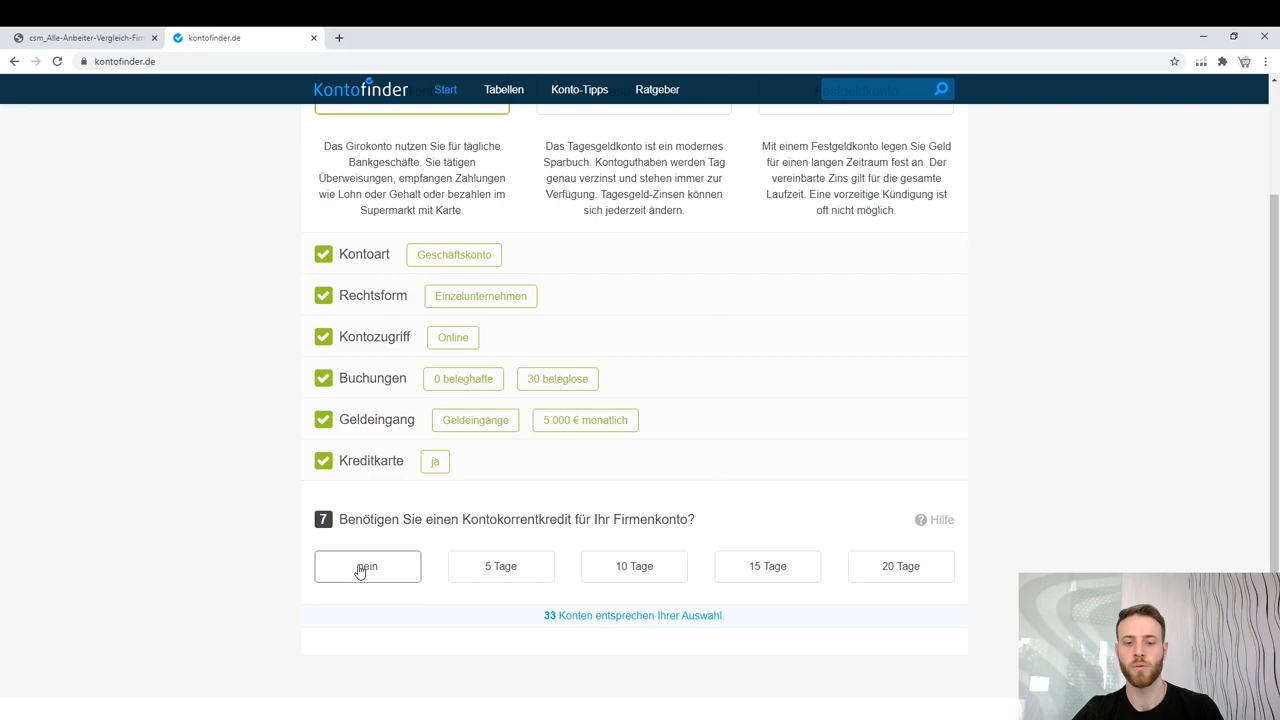 csm_Alle-Anbeiter-Vergleich-Firm
kontofinder.de
kontofinder.de
Kontofinder
Start
Tabellen
Konto-Tipps
Ratgeber
Das Girokonto nutzen Sie für tägliche
Bankgeschäfte. Sie tätigen
Überweisungen, empfangen Zahlungen
wie Lohn oder Gehalt oder bezahlen im
Supermarkt mit Karte.
Das Tagesgeldkonto ist ein modernes
Sparbuch. Kontoguthaben werden Tag
genau verzinst und stehen immer zur
Verfügung. Tagesgeld-Zinsen können
sich jederzeit ändern.
Mit einem Festgeldkonto legen Sie Geld
für einen langen Zeitraum fest an. Der
vereinbarte Zins gilt für die gesamte
Laufzeit. Eine vorzeitige Kündigung ist
oft nicht möglich.
Kontoart Geschäftskonto
Rechtsform Einzelunternehmen
Kontozugriff Online
Buchungen 0 beleghafte 30 beleglose
Geldeingang Geldeingänge 5.000 € monatlich
Kreditkarte ja
7 Benötigen Sie einen Kontokorrentkredit für Ihr Firmenkonto?
? Hilfe
nein
5 Tage
10 Tage
15 Tage
20 Tage
33 Konten entsprechen Ihrer Auswahl.